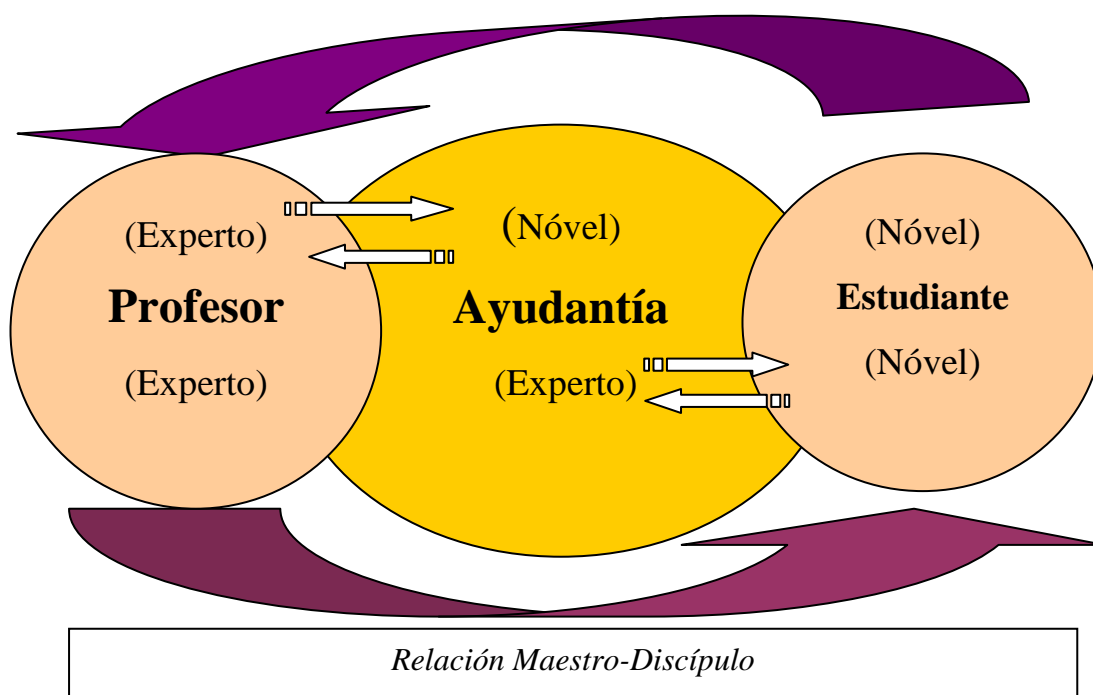 (Experto)
Profesor
(Experto)
(Nóvel)
Ayudantía
(Experto)
(Nóvel)
Estudiante
(Nóvel)
Relación Maestro-Discípulo